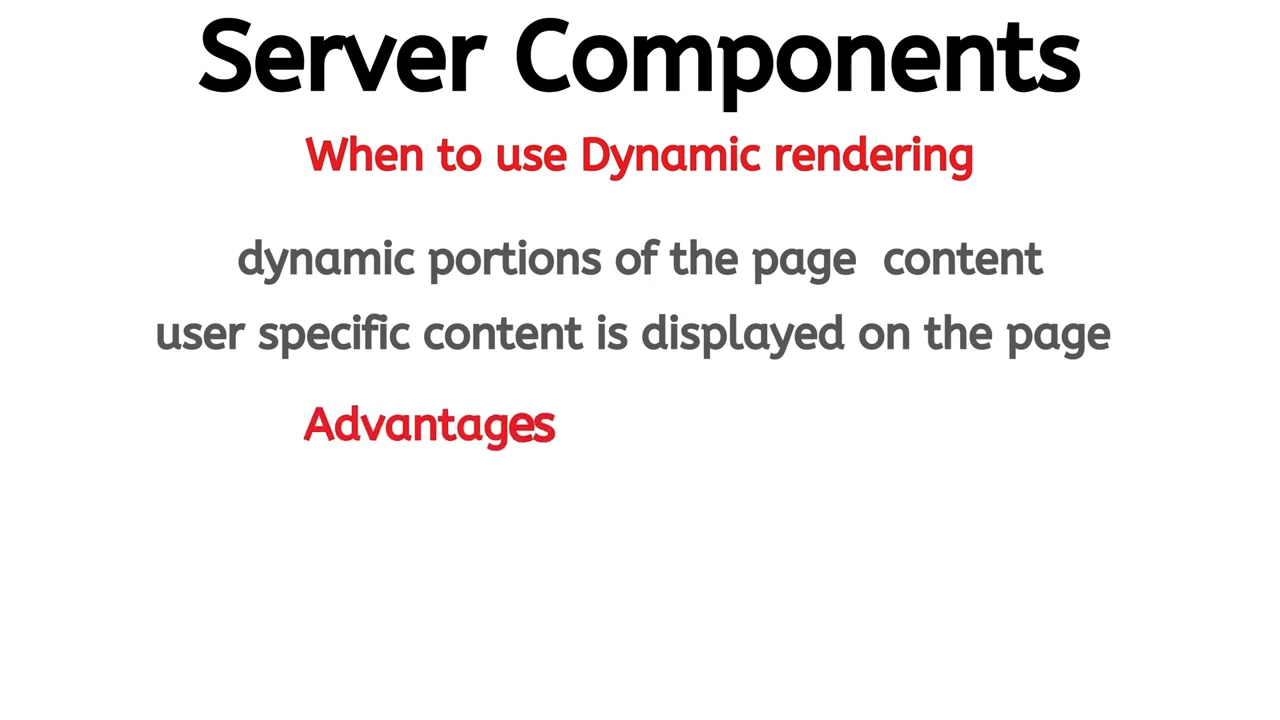 Server Components
When to use Dynamic rendering
dynamic portions of the page content
user specific content is displayed on the page
Advantages